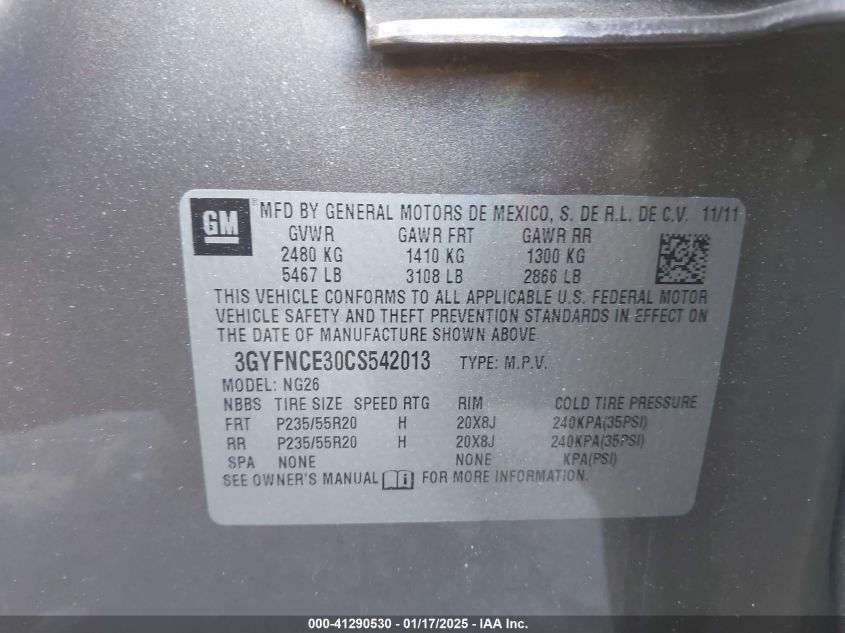 GM ® MFD BY GENERAL MOTORS DE MEXICO, S. DE R.L. DE C.V. 11/11
GVWR GAWR FRT GAWR RR
2480 KG 1410 KG 1300 KG
5467 LB 3108 LB 2866 LB
THIS VEHICLE CONFORMS TO ALL APPLICABLE U.S. FEDERAL MOTOR
VEHICLE SAFETY AND THEFT PREVENTION STANDARDS IN EFFECT ON
THE DATE OF MANUFACTURE SHOWN ABOVE
3GYFNCE30CS542013 TYPE: M.P.V.
MODEL: NG26
NBBS TIRE SIZE SPEED RTG RIM COLD TIRE PRESSURE
FRT P235/55R20 H 20X8J 240KPA(35PSI)
RR P235/55R20 H 20X8J 240KPA(35PSI)
SPA NONE NONE KPA(PSI)
SEE OWNER'S MANUAL i FOR MORE INFORMATION.
000-41290530 - 01/17/2025 - IAA Inc.